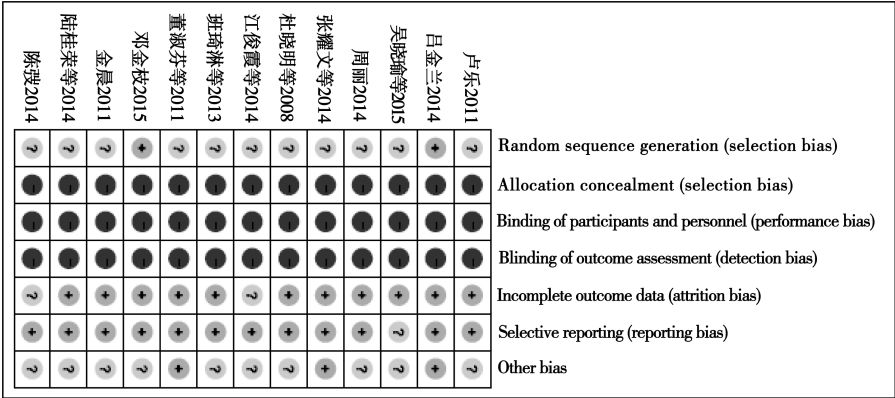 陈弢2014
陆桂荣等2014
金晨2011
邓金枝2015
董淑芬等2011
班琦淋等2013
江俊霞等2014
杜晓明等2008
张耀文等2014
周丽2014
吴晓瑜等2015
吕金兰2014
卢乐2011
? ? ? + ? ? ? ? ? ? ? + ? Random sequence generation (selection bias)
– – – – – – – – – – – – – Allocation concealment (selection bias)
– – – – – – – – – – – – – Binding of participants and personnel (performance bias)
– – – – – – – – – – – – – Blinding of outcome assessment (detection bias)
? + + + + + ? + + + + + + Incomplete outcome data (attrition bias)
+ + + + + + + + + + ? + + Selective reporting (reporting bias)
? ? ? ? + ? ? ? + ? ? + ? Other bias